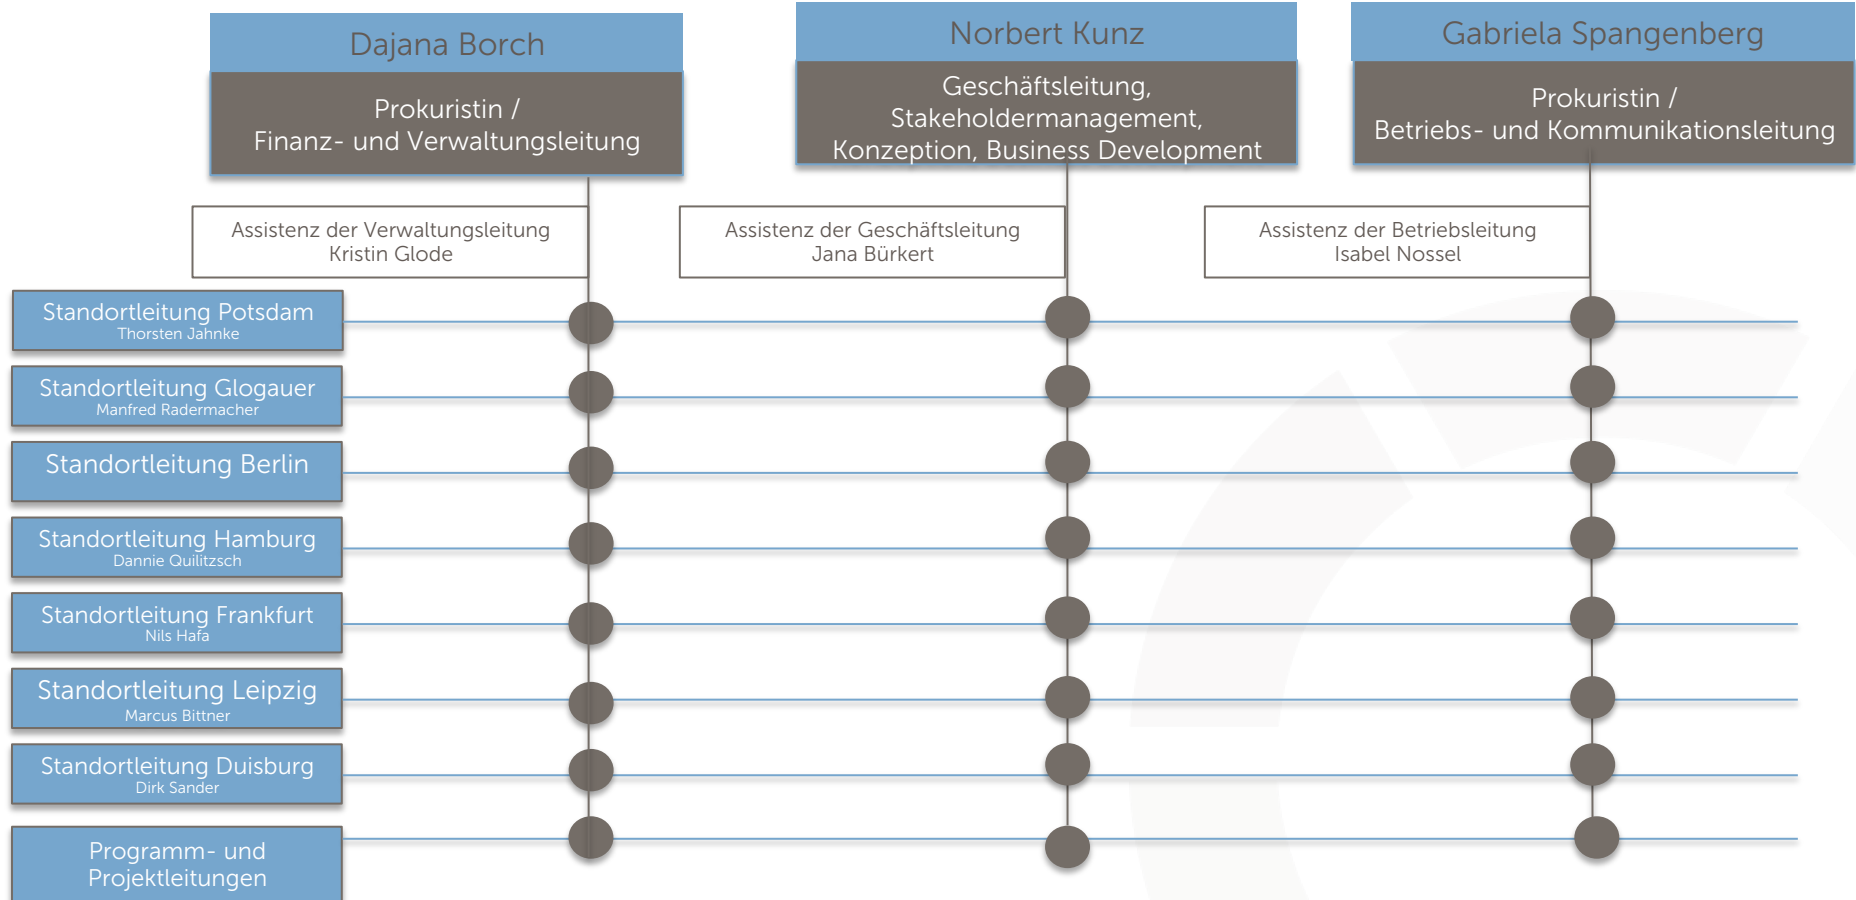 Dajana Borch
Prokuristin /
Finanz- und Verwaltungsleitung
Norbert Kunz
Geschäftsleitung,
Stakeholdermanagement,
Konzeption, Business Development
Gabriela Spangenberg
Prokuristin /
Betriebs- und Kommunikationsleitung
Assistenz der Verwaltungsleitung
Kristin Glode
Assistenz der Geschäftsleitung
Jana Bürkert
Assistenz der Betriebsleitung
Isabel Nossel
Standortleitung Potsdam
Thorsten Jahnke
Standortleitung Glogauer
Manfred Radermacher
Standortleitung Berlin
Standortleitung Hamburg
Dannie Quilitzsch
Standortleitung Frankfurt
Nils Hafa
Standortleitung Leipzig
Marcus Bittner
Standortleitung Duisburg
Dirk Sander
Programm- und
Projektleitungen